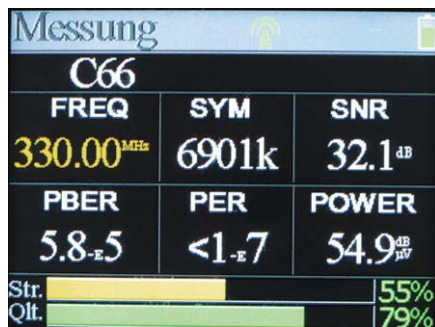 Messung
C66
FREQ SYM SNR
330.00MHz 6901k 32.1dB
PBER PER POWER
5.8-E5 <1-E7 54.9dBµV
Str. 55%
Qlt. 79%